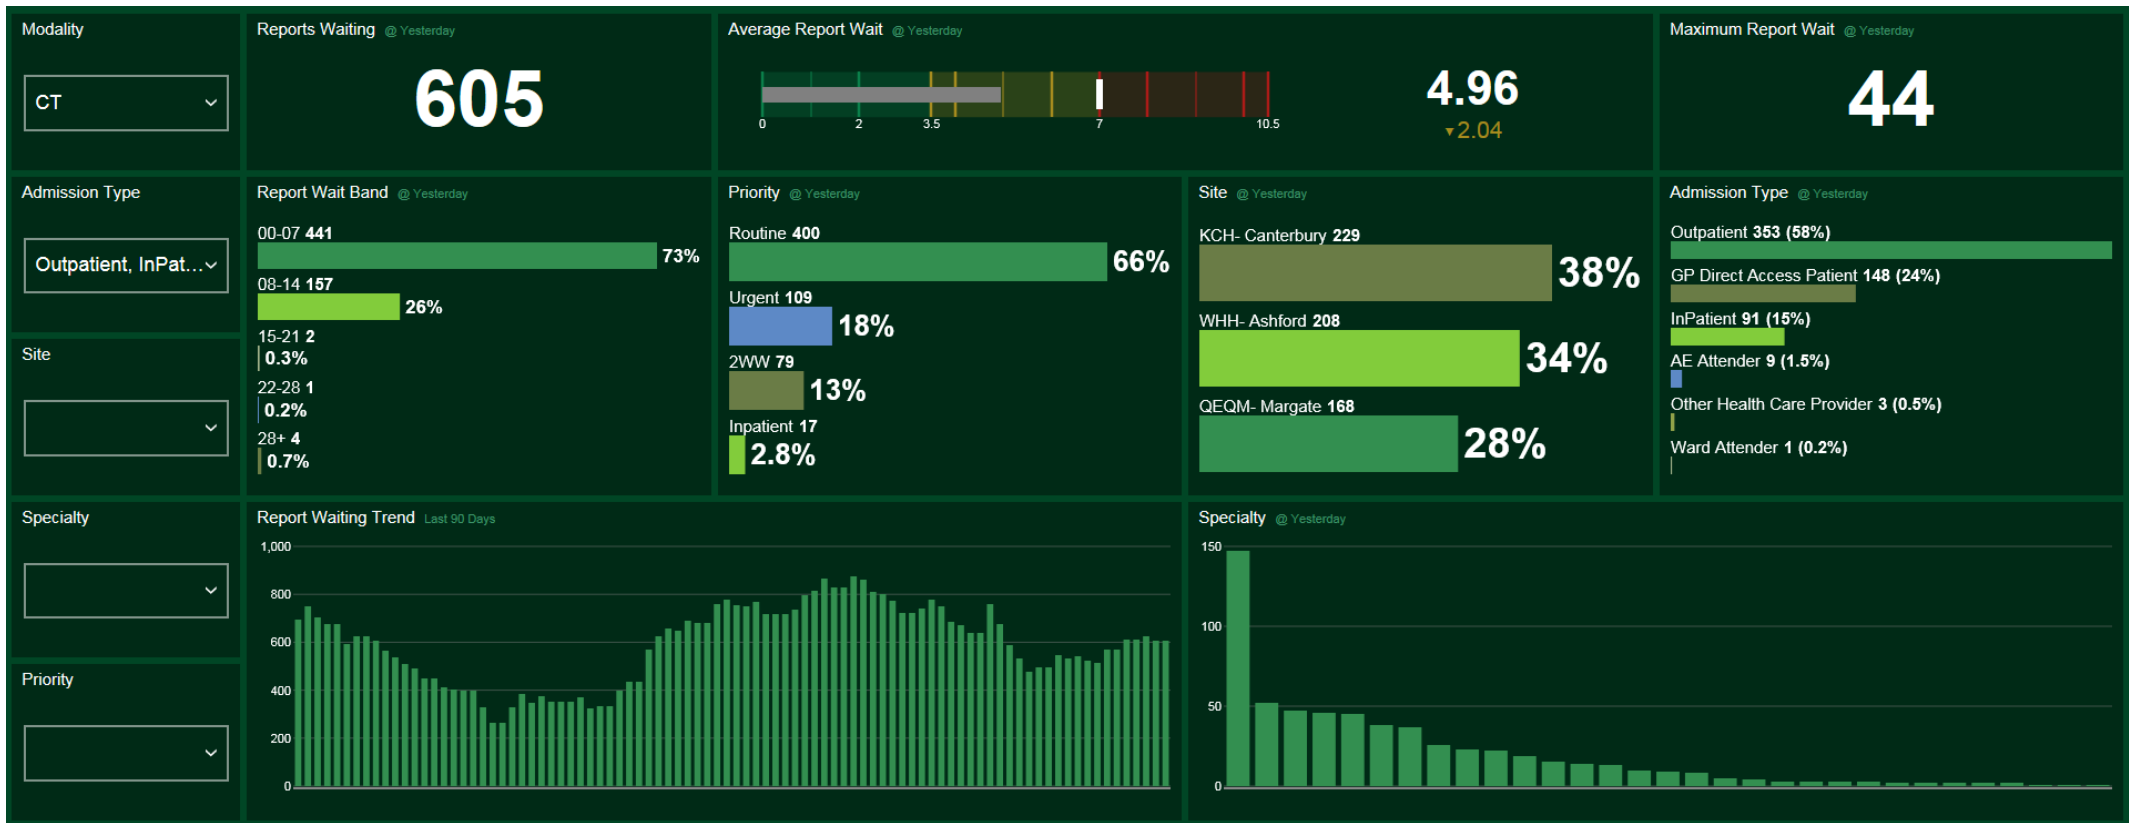 Modality
CT
Reports Waiting @ Yesterday
605
Average Report Wait @ Yesterday
0 2 3.5 7 10.5
4.96
▼2.04
Maximum Report Wait @ Yesterday
44
Admission Type
Outpatient, InPat...
Report Wait Band @ Yesterday
00-07 441
73%
08-14 157
26%
15-21 2
0.3%
22-28 1
0.2%
28+ 4
0.7%
Priority @ Yesterday
Routine 400
66%
Urgent 109
18%
2WW 79
13%
Inpatient 17
2.8%
Site @ Yesterday
KCH- Canterbury 229
38%
WHH- Ashford 208
34%
QEQM- Margate 168
28%
Admission Type @ Yesterday
Outpatient 353 (58%)
GP Direct Access Patient 148 (24%)
InPatient 91 (15%)
AE Attender 9 (1.5%)
Other Health Care Provider 3 (0.5%)
Ward Attender 1 (0.2%)
Site
Specialty
Priority
Report Waiting Trend Last 90 Days
1,000
800
600
400
200
0
Specialty @ Yesterday
150
100
50
0